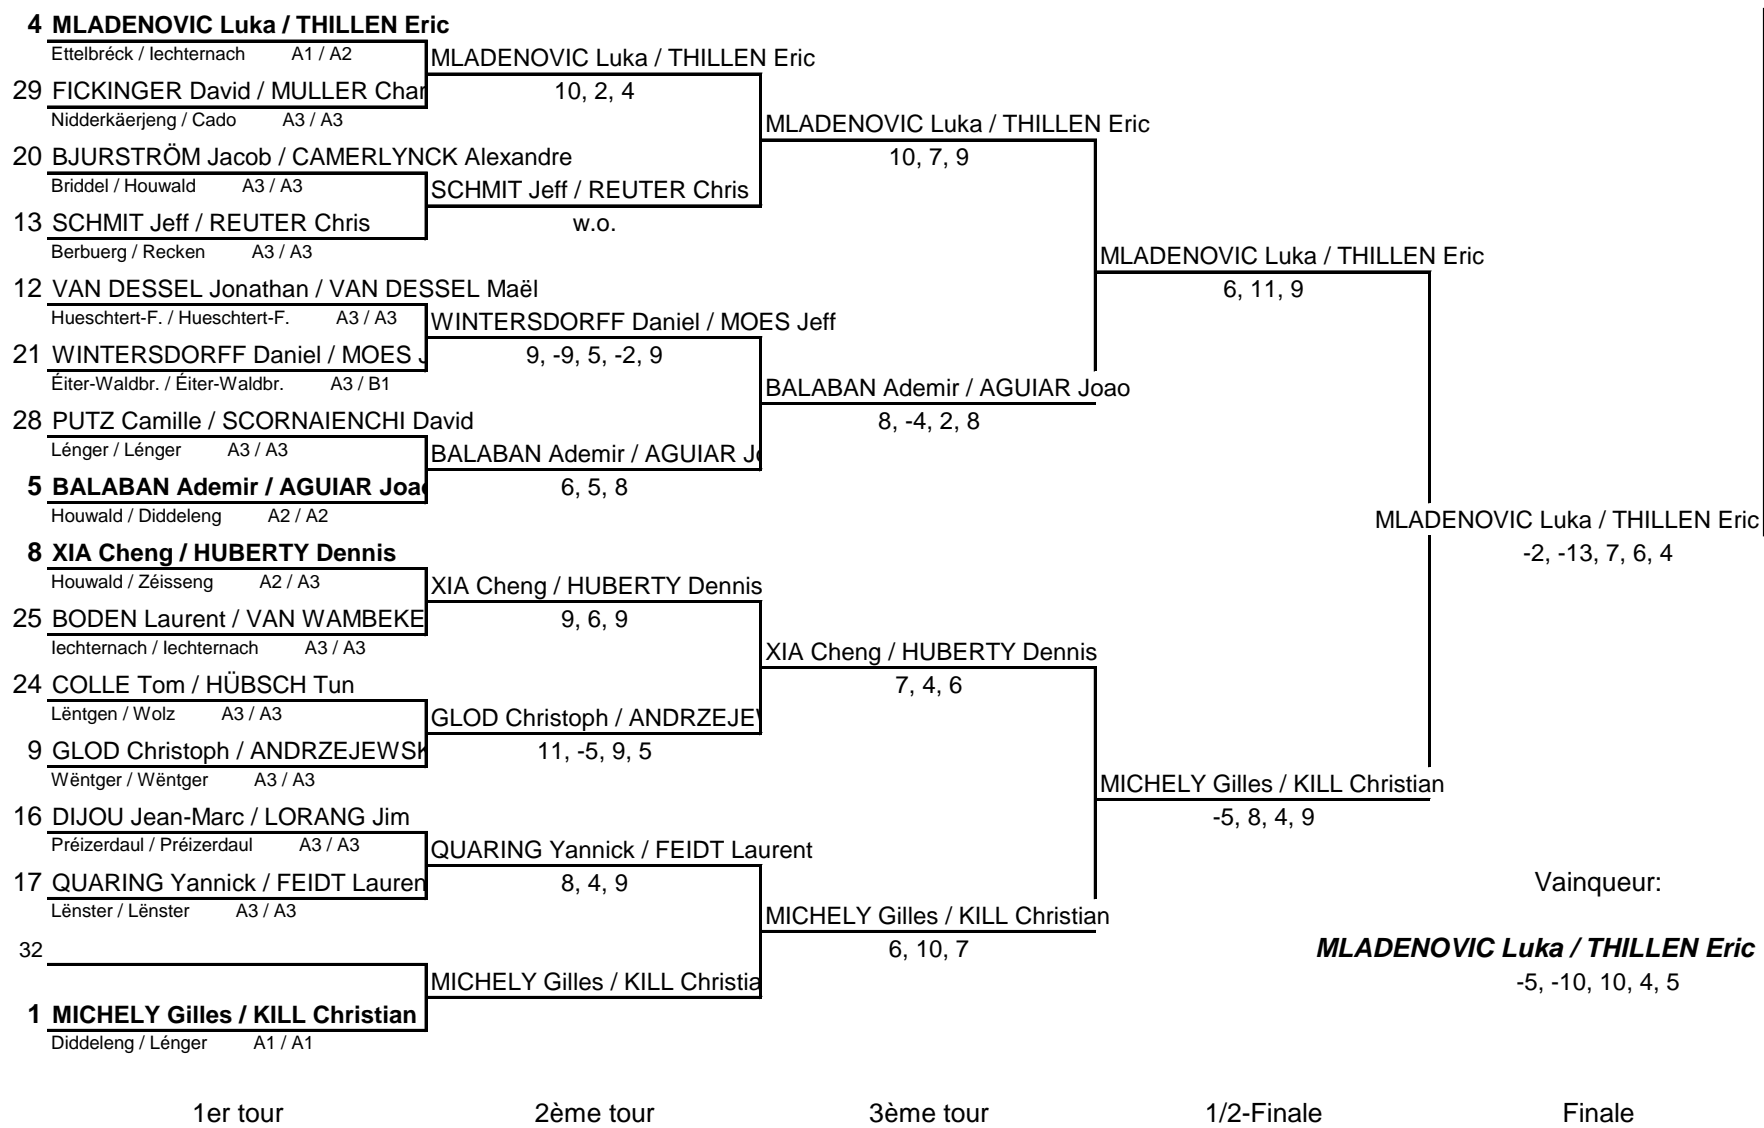 4 MLADENOVIC Luka / THILLEN Eric
Ettelbréck / Iechternach A1 / A2
MLADENOVIC Luka / THILLEN Eric
29 FICKINGER David / MULLER Char
10, 2, 4
Nidderkäerjeng / Cado A3 / A3
MLADENOVIC Luka / THILLEN Eric
20 BJURSTRÖM Jacob / CAMERLYNCK Alexandre
10, 7, 9
Briddel / Houwald A3 / A3
SCHMIT Jeff / REUTER Chris
13 SCHMIT Jeff / REUTER Chris
w.o.
Berbuerg / Recken A3 / A3
MLADENOVIC Luka / THILLEN Eric
12 VAN DESSEL Jonathan / VAN DESSEL Maël
6, 11, 9
Hueschtert-F. / Hueschtert-F. A3 / A3
WINTERSDORFF Daniel / MOES Jeff
21 WINTERSDORFF Daniel / MOES J
9, -9, 5, -2, 9
Éiter-Waldbr. / Éiter-Waldbr. A3 / B1
BALABAN Ademir / AGUIAR Joao
28 PUTZ Camille / SCORNAIENCHI David
8, -4, 2, 8
Lénger / Lénger A3 / A3
BALABAN Ademir / AGUIAR Jo
5 BALABAN Ademir / AGUIAR Joao
6, 5, 8
Houwald / Diddeleng A2 / A2
MLADENOVIC Luka / THILLEN Eric
8 XIA Cheng / HUBERTY Dennis
-2, -13, 7, 6, 4
Houwald / Zéisseng A2 / A3
XIA Cheng / HUBERTY Dennis
25 BODEN Laurent / VAN WAMBEKE
9, 6, 9
Iechternach / Iechternach A3 / A3
XIA Cheng / HUBERTY Dennis
24 COLLE Tom / HÜBSCH Tun
7, 4, 6
Lëntgen / Wolz A3 / A3
GLOD Christoph / ANDRZEJEW
9 GLOD Christoph / ANDRZEJEWSK
11, -5, 9, 5
Wëntger / Wëntger A3 / A3
MICHELY Gilles / KILL Christian
16 DIJOU Jean-Marc / LORANG Jim
-5, 8, 4, 9
Préizerdaul / Préizerdaul A3 / A3
QUARING Yannick / FEIDT Laurent
17 QUARING Yannick / FEIDT Lauren
8, 4, 9
Vainqueur:
Lënster / Lënster A3 / A3
MICHELY Gilles / KILL Christian
32
6, 10, 7
MLADENOVIC Luka / THILLEN Eric
MICHELY Gilles / KILL Christia
-5, -10, 10, 4, 5
1 MICHELY Gilles / KILL Christian
Diddeleng / Lénger A1 / A1
1er tour 2ème tour 3ème tour 1/2-Finale Finale